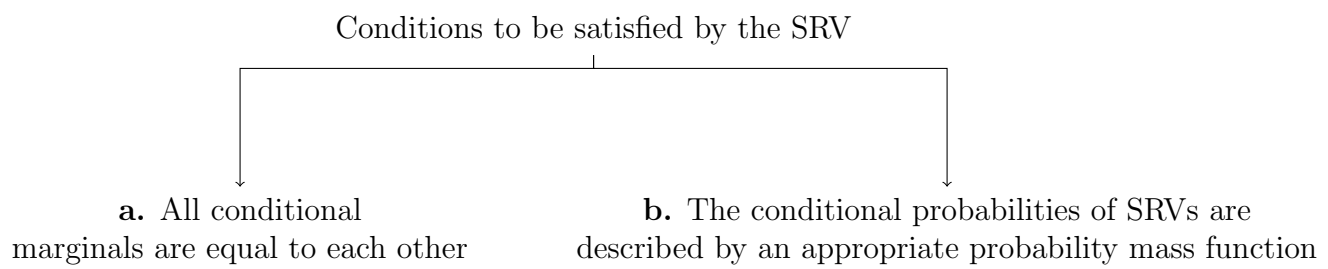 Conditions to be satisfied by the SRV
a. All conditional
marginals are equal to each other
b. The conditional probabilities of SRVs are
described by an appropriate probability mass function